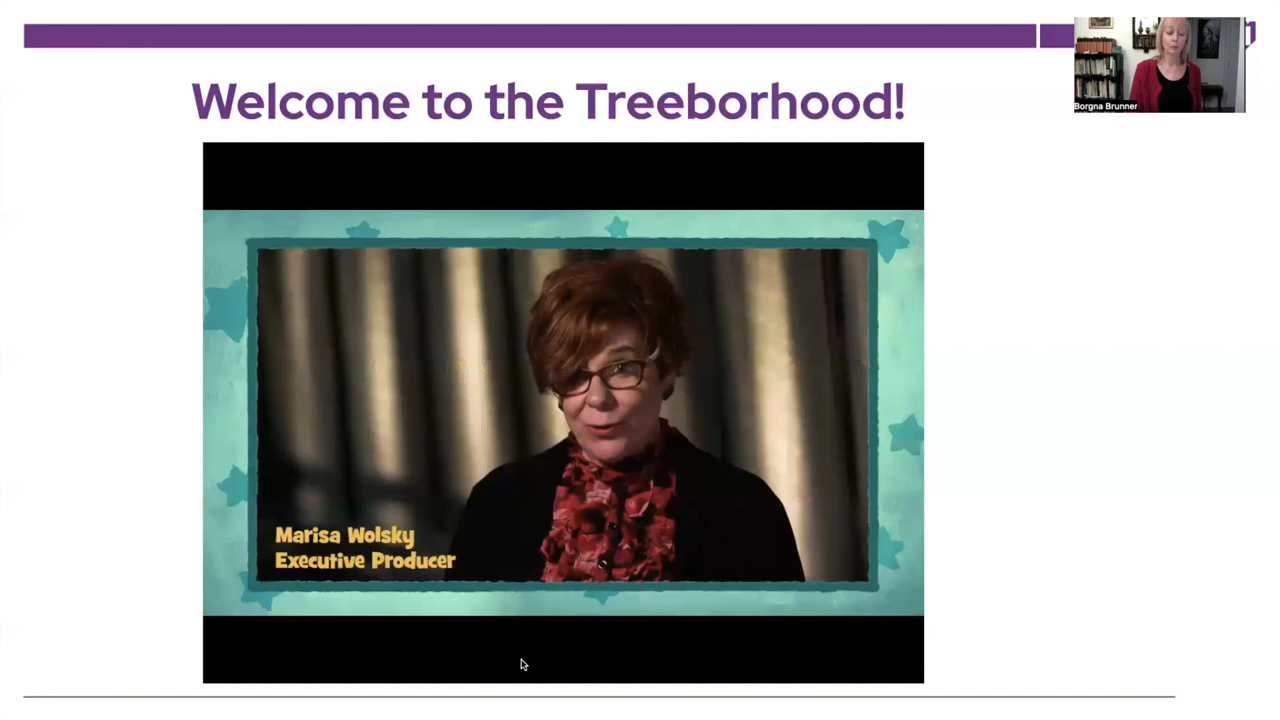 Welcome to the Treeborhood!
Borgna Brunner
Marisa Wolsky
Executive Producer